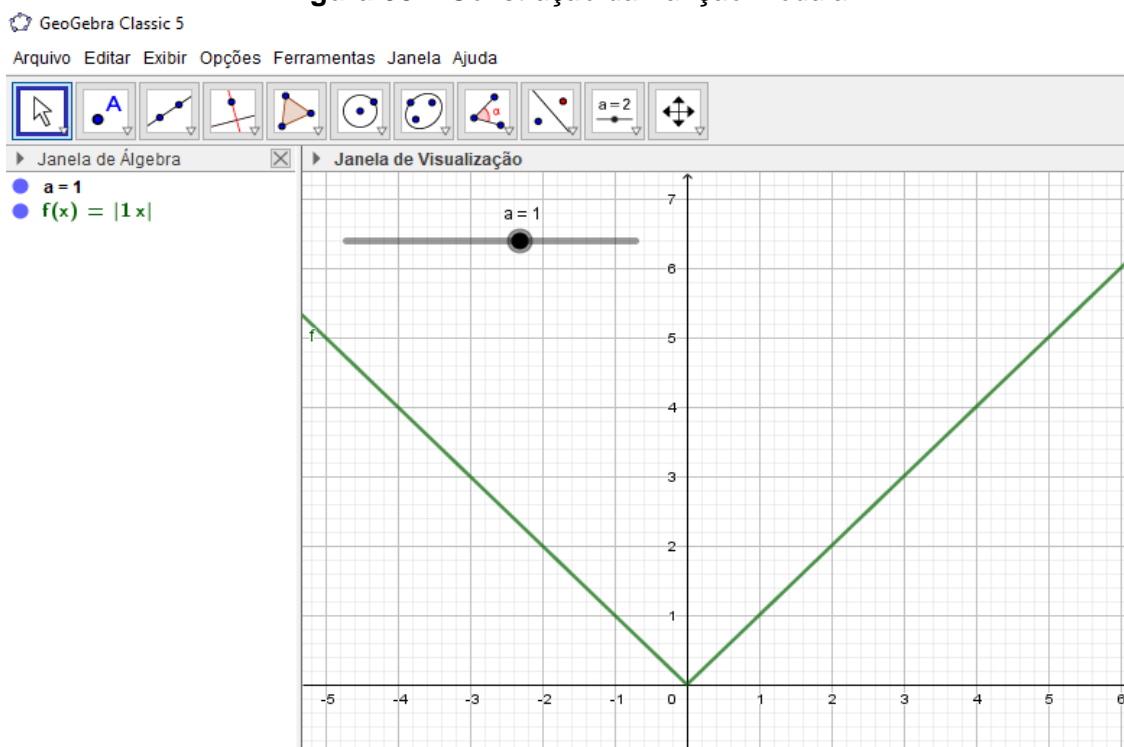 GeoGebra Classic 5
Arquivo Editar Exibir Opções Ferramentas Janela Ajuda
A
α
a = 2
Janela de Álgebra
Janela de Visualização
a = 1
f(x) = |1 x|
a = 1
f
7
6
5
4
3
2
1
-5 -4 -3 -2 -1 0 1 2 3 4 5 6